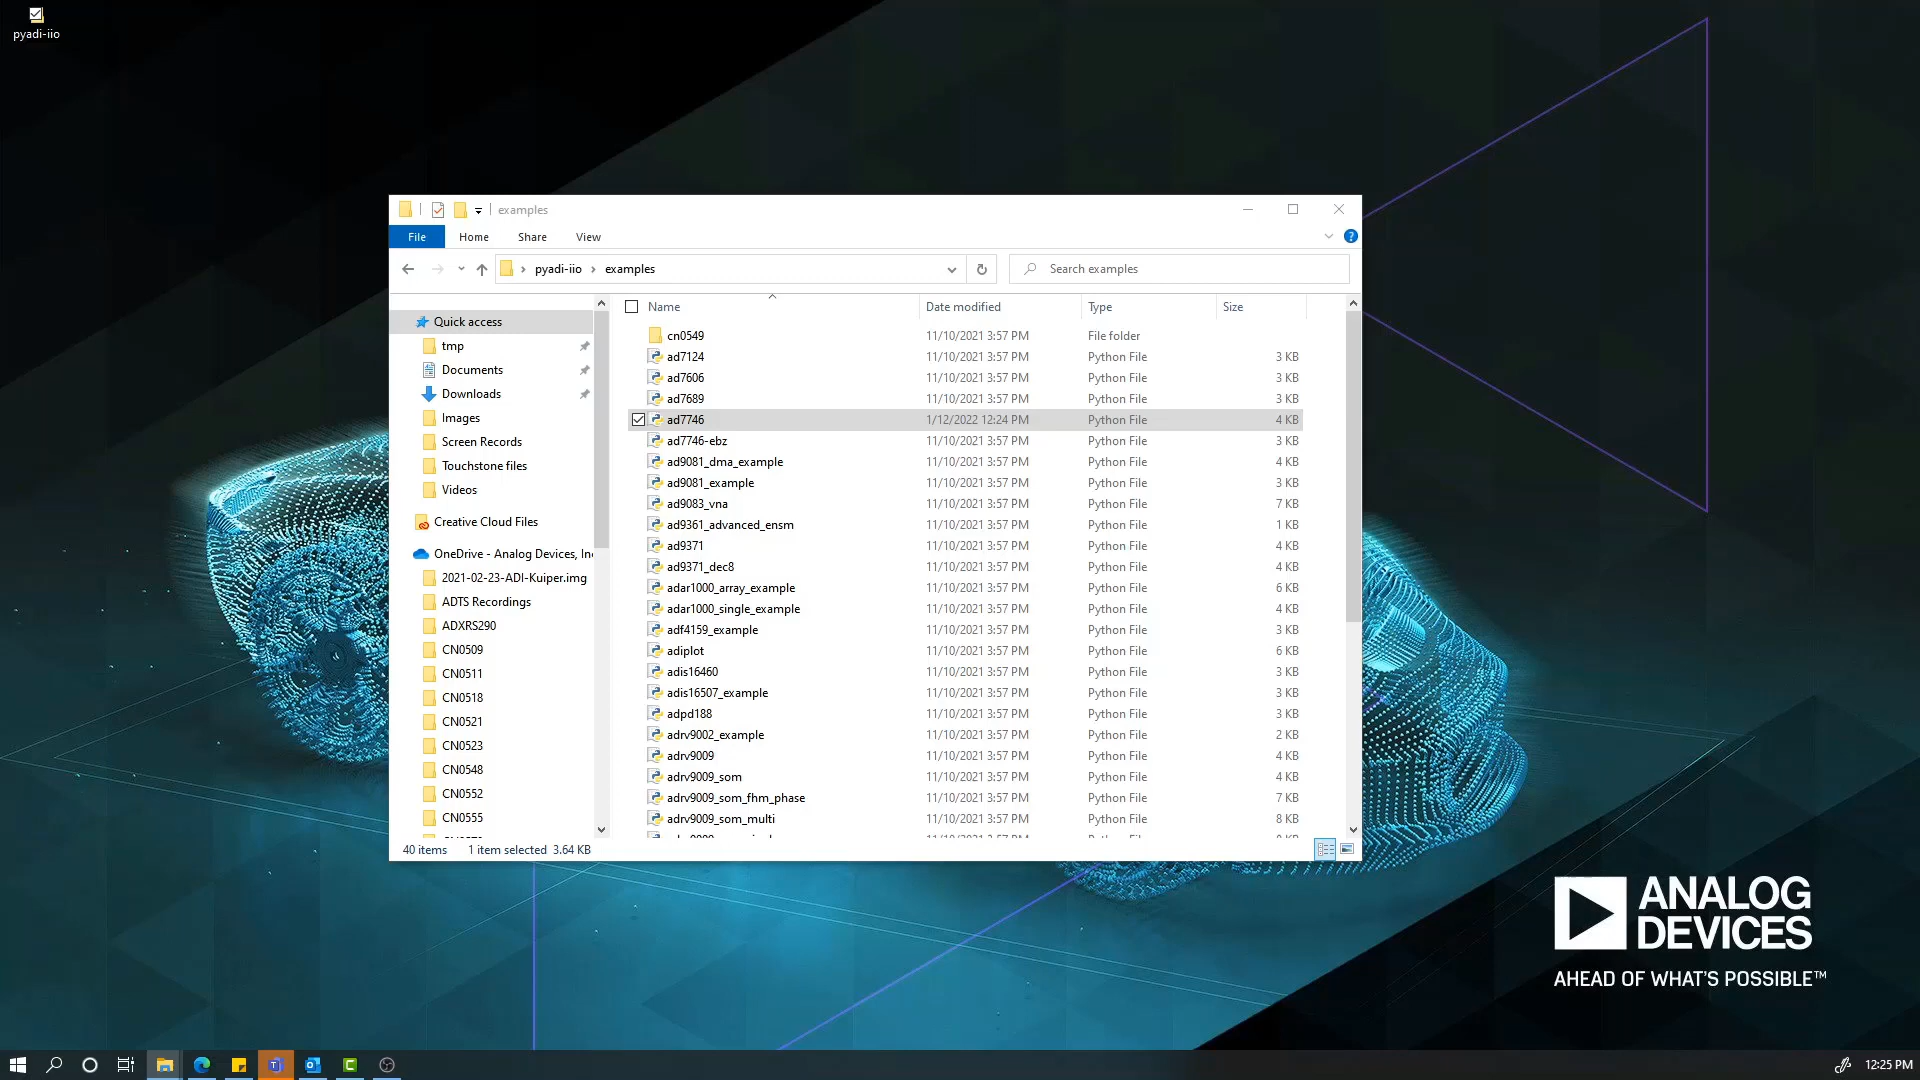 pyadi-iio
examples
File Home Share View
pyadi-iio examples
Search examples
Name Date modified Type Size
Quick access
tmp
Documents
Downloads
Images
Screen Records
Touchstone files
Videos
Creative Cloud Files
OneDrive - Analog Devices, In
2021-02-23-ADI-Kuiper.img
ADTS Recordings
ADXRS290
CN0509
CN0511
CN0518
CN0521
CN0523
CN0548
CN0552
CN0555
cn0549 11/10/2021 3:57 PM File folder
ad7124 11/10/2021 3:57 PM Python File 3 KB
ad7606 11/10/2021 3:57 PM Python File 3 KB
ad7689 11/10/2021 3:57 PM Python File 3 KB
ad7746 1/12/2022 12:24 PM Python File 4 KB
ad7746-ebz 11/10/2021 3:57 PM Python File 3 KB
ad9081_dma_example 11/10/2021 3:57 PM Python File 4 KB
ad9081_example 11/10/2021 3:57 PM Python File 3 KB
ad9083_vna 11/10/2021 3:57 PM Python File 7 KB
ad9361_advanced_ensm 11/10/2021 3:57 PM Python File 1 KB
ad9371 11/10/2021 3:57 PM Python File 4 KB
ad9371_dec8 11/10/2021 3:57 PM Python File 4 KB
adar1000_array_example 11/10/2021 3:57 PM Python File 6 KB
adar1000_single_example 11/10/2021 3:57 PM Python File 4 KB
adf4159_example 11/10/2021 3:57 PM Python File 3 KB
adiplot 11/10/2021 3:57 PM Python File 6 KB
adis16460 11/10/2021 3:57 PM Python File 3 KB
adis16507_example 11/10/2021 3:57 PM Python File 3 KB
adpd188 11/10/2021 3:57 PM Python File 3 KB
adrv9002_example 11/10/2021 3:57 PM Python File 2 KB
adrv9009 11/10/2021 3:57 PM Python File 4 KB
adrv9009_som 11/10/2021 3:57 PM Python File 4 KB
adrv9009_som_fhm_phase 11/10/2021 3:57 PM Python File 7 KB
adrv9009_som_multi 11/10/2021 3:57 PM Python File 8 KB
40 items 1 item selected 3.64 KB
ANALOG
DEVICES
AHEAD OF WHAT'S POSSIBLE™
12:25 PM